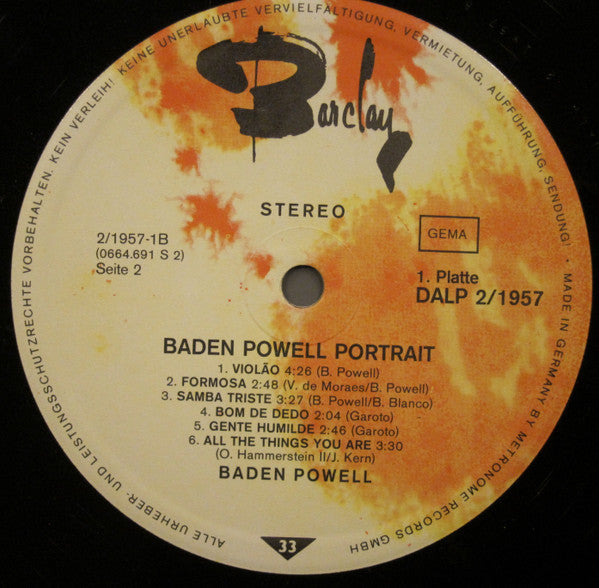 KEINE UNERLAUBTE VERVIELFÄLTIGUNG, VERMIETUNG, AUFFÜHRUNG, SENDUNG! • MADE IN GERMANY BY METRONOME RECORDS GMBH
ALLE URHEBER- UND LEISTUNGSSCHUTZRECHTE VORBEHALTEN. KEIN VERLEIH!
Barclay
STEREO
2/1957-1B
(0664.691 S 2)
Seite 2
GEMA
1. Platte
DALP 2/1957
BADEN POWELL PORTRAIT
1. VIOLÃO 4:26 (B. Powell)
2. FORMOSA 2:48 (V. de Moraes/B. Powell)
3. SAMBA TRISTE 3:27 (B. Powell/B. Blanco)
4. BOM DE DEDO 2:04 (Garoto)
5. GENTE HUMILDE 2:46 (Garoto)
6. ALL THE THINGS YOU ARE 3:30
(O. Hammerstein II/J. Kern)
BADEN POWELL
33